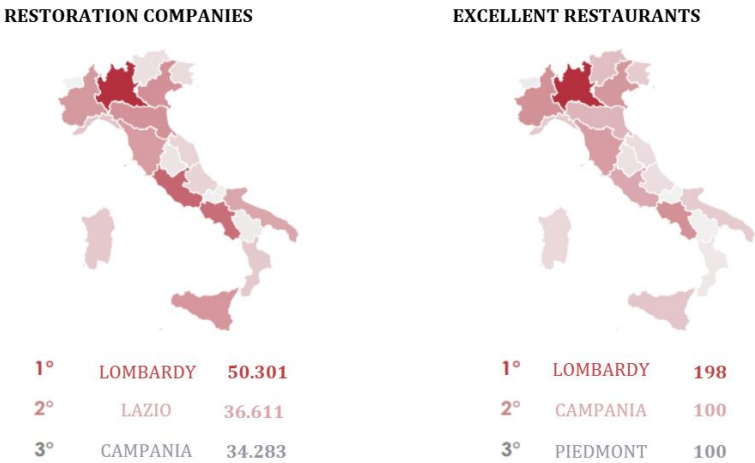 RESTORATION COMPANIES
1° LOMBARDY 50.301
2° LAZIO 36.611
3° CAMPANIA 34.283
EXCELLENT RESTAURANTS
1° LOMBARDY 198
2° CAMPANIA 100
3° PIEDMONT 100